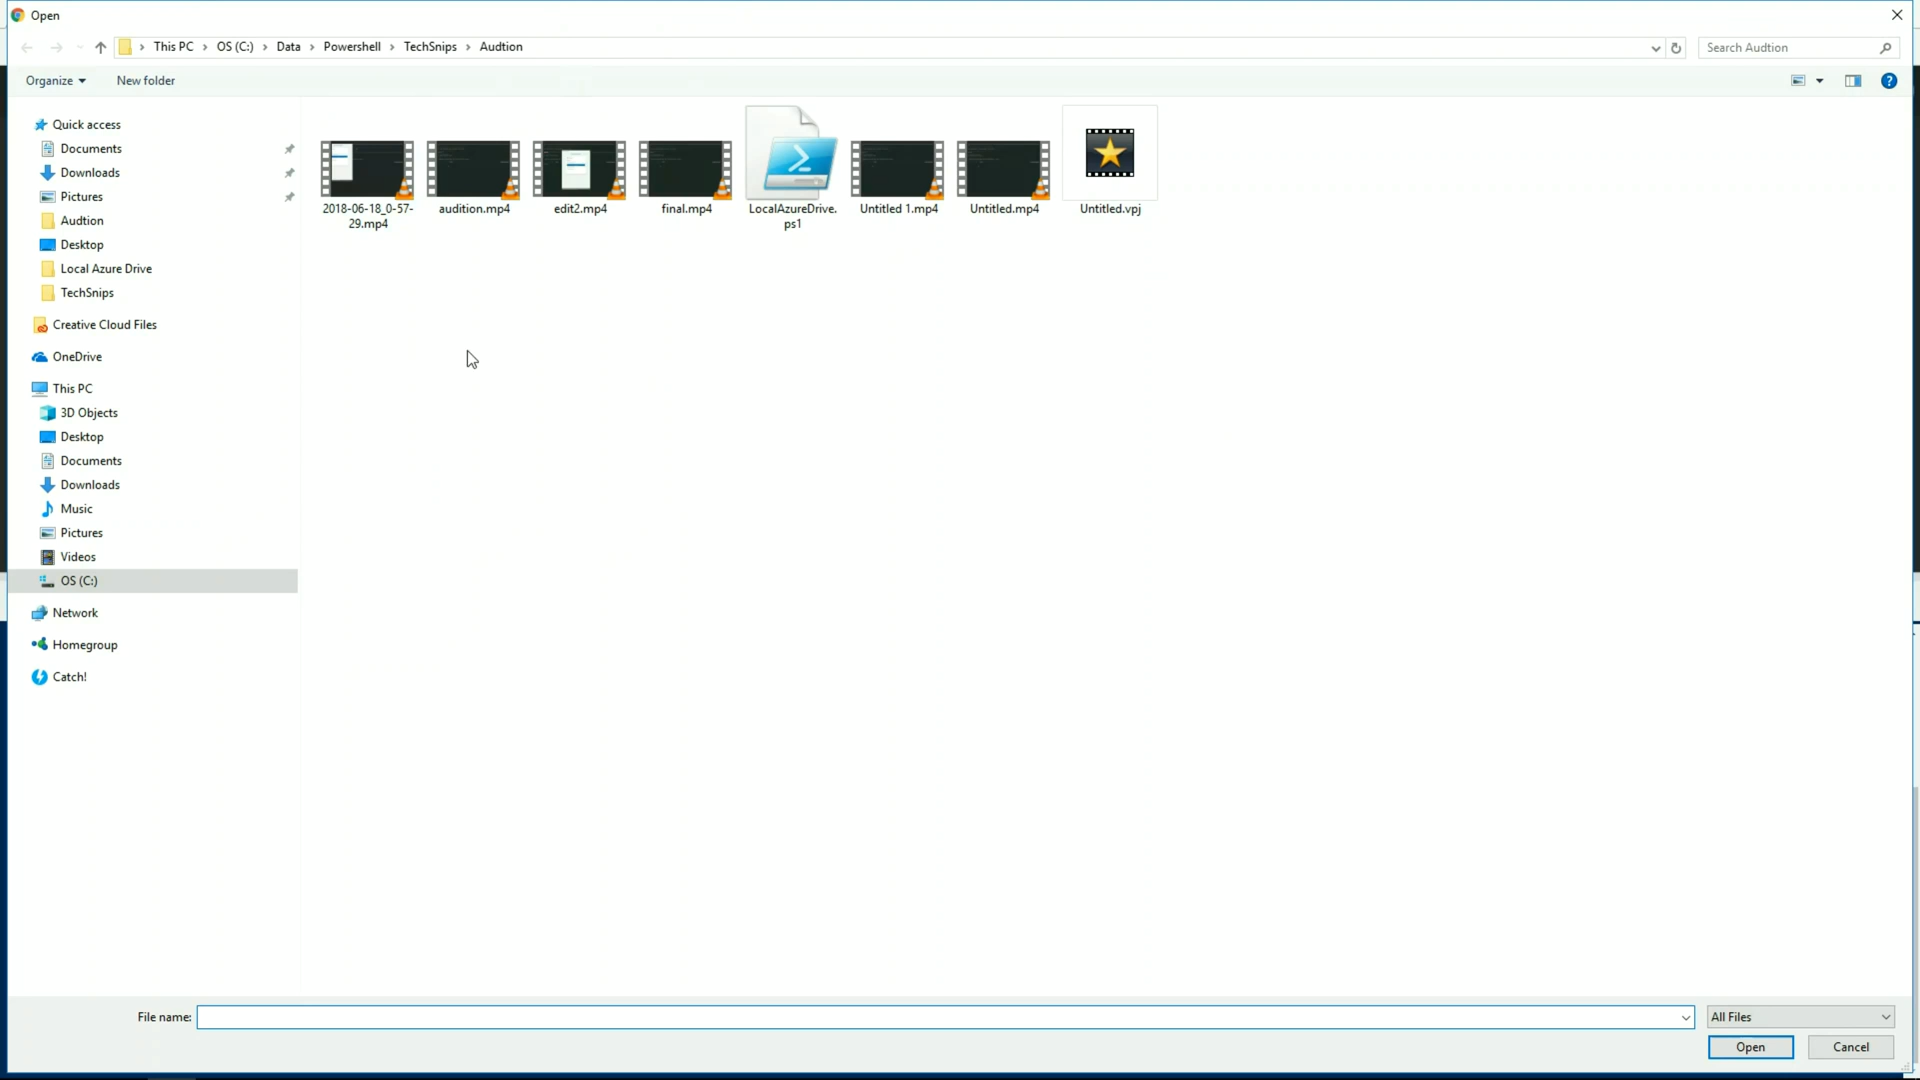 Open
This PC > OS (C:) > Data > Powershell > TechSnips > Audtion
Search Audtion
Organize
New folder
Quick access
Documents
Downloads
Pictures
Audtion
Desktop
Local Azure Drive
TechSnips
Creative Cloud Files
OneDrive
This PC
3D Objects
Desktop
Documents
Downloads
Music
Pictures
Videos
OS (C:)
Network
Homegroup
Catch!
2018-06-18_0-57-
29.mp4
audition.mp4
edit2.mp4
final.mp4
LocalAzureDrive.
ps1
Untitled 1.mp4
Untitled.mp4
Untitled.vpj
File name:
All Files
Open
Cancel